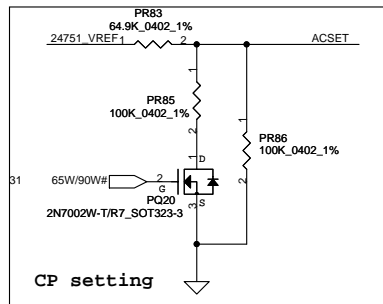 PR83
64.9K_0402_1%
24751_VREF 1 2 ACSET
1
PR85
100K_0402_1%
2
1
PR86
100K_0402_1%
2
1 D
31 65W/90W# 2 G
PQ20
3 S
2N7002W-T/R7_SOT323-3
CP setting